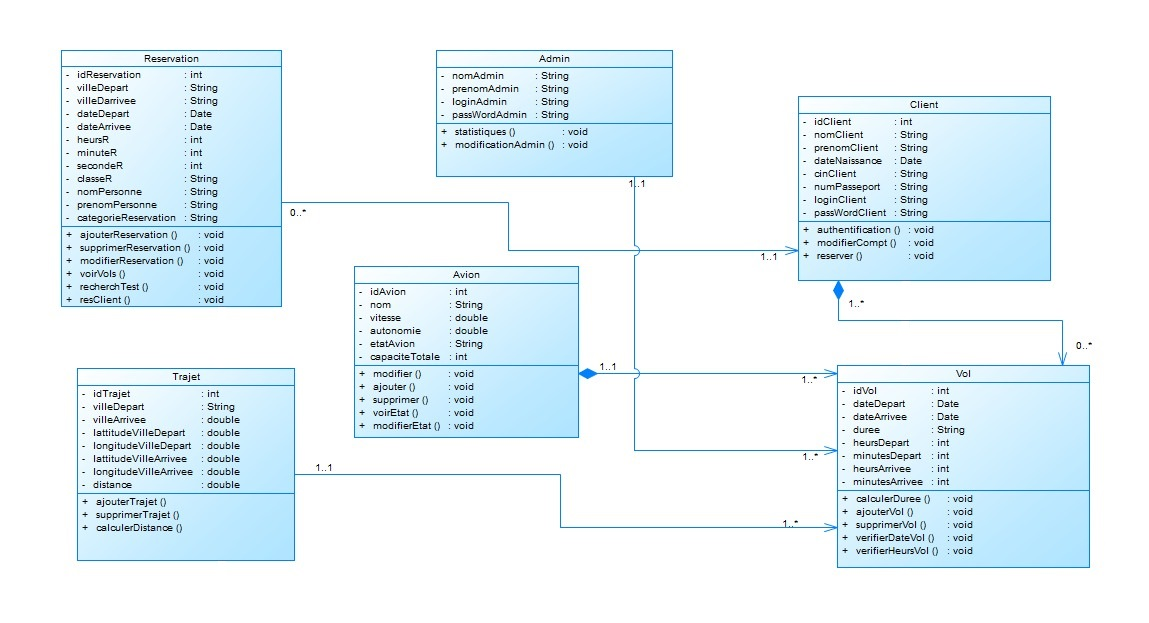 Reservation
- idReservation : int
- villeDepart : String
- villeDarrivee : String
- dateDepart : Date
- dateArrivee : Date
- heursR : int
- minuteR : int
- secondeR : int
- classeR : String
- nomPersonne : String
- prenomPersonne : String
- categorieReservation : String
+ ajouterReservation () : void
+ supprimerReservation () : void
+ modifierReservation () : void
+ voirVols () : void
+ recherchTest () : void
+ resClient () : void
0..*
1..1
Admin
- nomAdmin : String
- prenomAdmin : String
- loginAdmin : String
- passWordAdmin : String
+ statistiques () : void
+ modificationAdmin () : void
1..1
1..*
Client
- idClient : int
- nomClient : String
- prenomClient : String
- dateNaissance : Date
- cinClient : String
- numPasseport : String
- loginClient : String
- passWordClient : String
+ authentification () : void
+ modifierCompt () : void
+ reserver () : void
1..*
0..*
Avion
- idAvion : int
- nom : String
- vitesse : double
- autonomie : double
- etatAvion : String
- capaciteTotale : int
+ modifier () : void
+ ajouter () : void
+ supprimer () : void
+ voirEtat () : void
+ modifierEtat () : void
1..1
1..*
Trajet
- idTrajet : int
- villeDepart : String
- villeArrivee : double
- lattitudeVilleDepart : double
- longitudeVilleDepart : double
- lattitudeVilleArrivee : double
- longitudeVilleArrivee : double
- distance : double
+ ajouterTrajet ()
+ supprimerTrajet ()
+ calculerDistance ()
1..1
1..*
Vol
- idVol : int
- dateDepart : Date
- dateArrivee : Date
- duree : String
- heursDepart : int
- minutesDepart : int
- heursArrivee : int
- minutesArrivee : int
+ calculerDuree () : void
+ ajouterVol () : void
+ supprimerVol () : void
+ verifierDateVol () : void
+ verifierHeursVol () : void